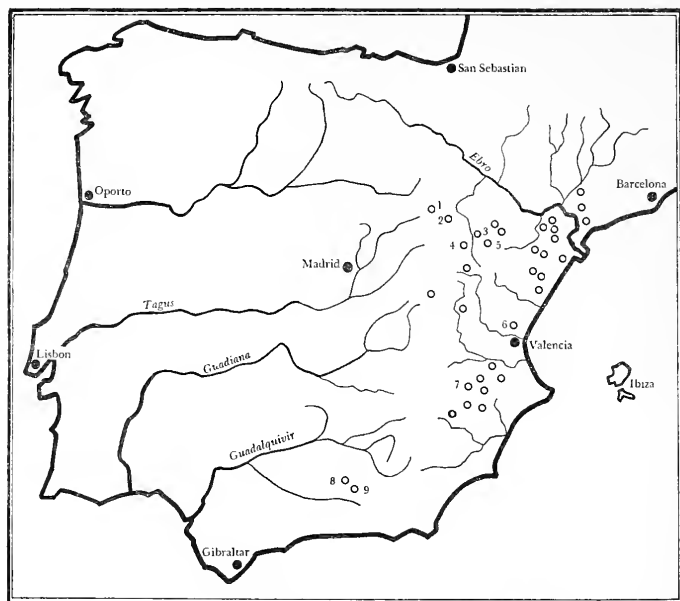 San Sebastian
Ebro
Oporto
Barcelona
1
2
3
4
5
Madrid
Tagus
6
Valencia
Lisbon
Guadiana
Ibiza
7
Guadalquivir
8
9
Gibraltar